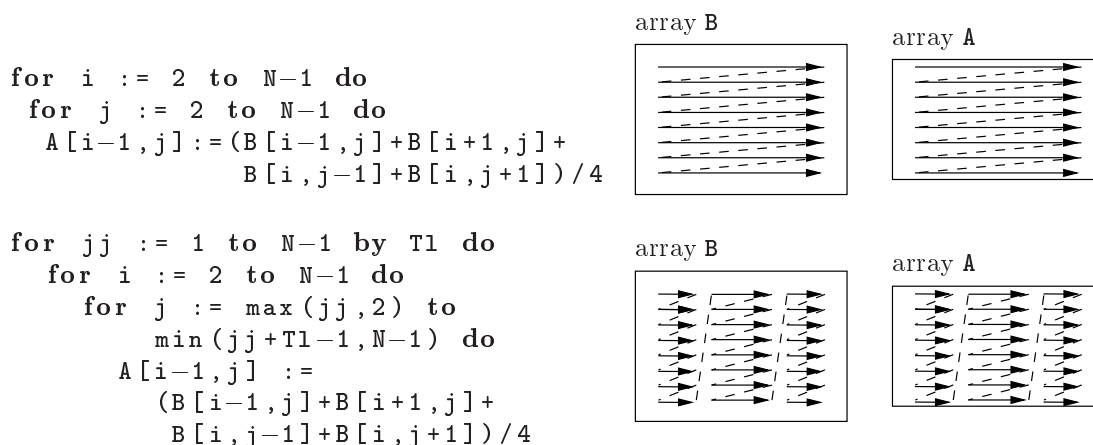 for i := 2 to N−1 do
for j := 2 to N−1 do
A[i−1,j]:=(B[i−1,j]+B[i+1,j]+
B[i,j−1]+B[i,j+1])/4
array B
array A
for jj := 1 to N−1 by Tl do
for i := 2 to N−1 do
for j := max(jj,2) to
min(jj+Tl−1,N−1) do
A[i−1,j] :=
(B[i−1,j]+B[i+1,j]+
B[i,j−1]+B[i,j+1])/4
array B
array A